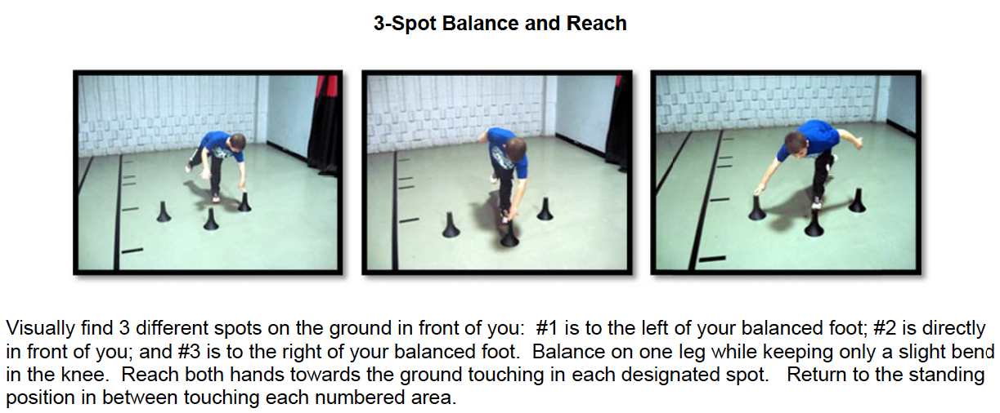 3-Spot Balance and Reach
Visually find 3 different spots on the ground in front of you:  #1 is to the left of your balanced foot; #2 is directly
in front of you; and #3 is to the right of your balanced foot.  Balance on one leg while keeping only a slight bend
in the knee.  Reach both hands towards the ground touching in each designated spot.   Return to the standing
position in between touching each numbered area.